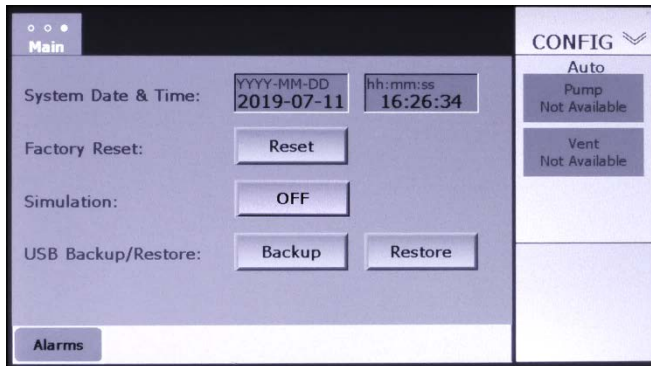 Main
CONFIG
Auto
Pump
Not Available
Vent
Not Available
System Date & Time:
YYYY-MM-DD
2019-07-11
hh:mm:ss
16:26:34
Factory Reset:
Reset
Simulation:
OFF
USB Backup/Restore:
Backup
Restore
Alarms